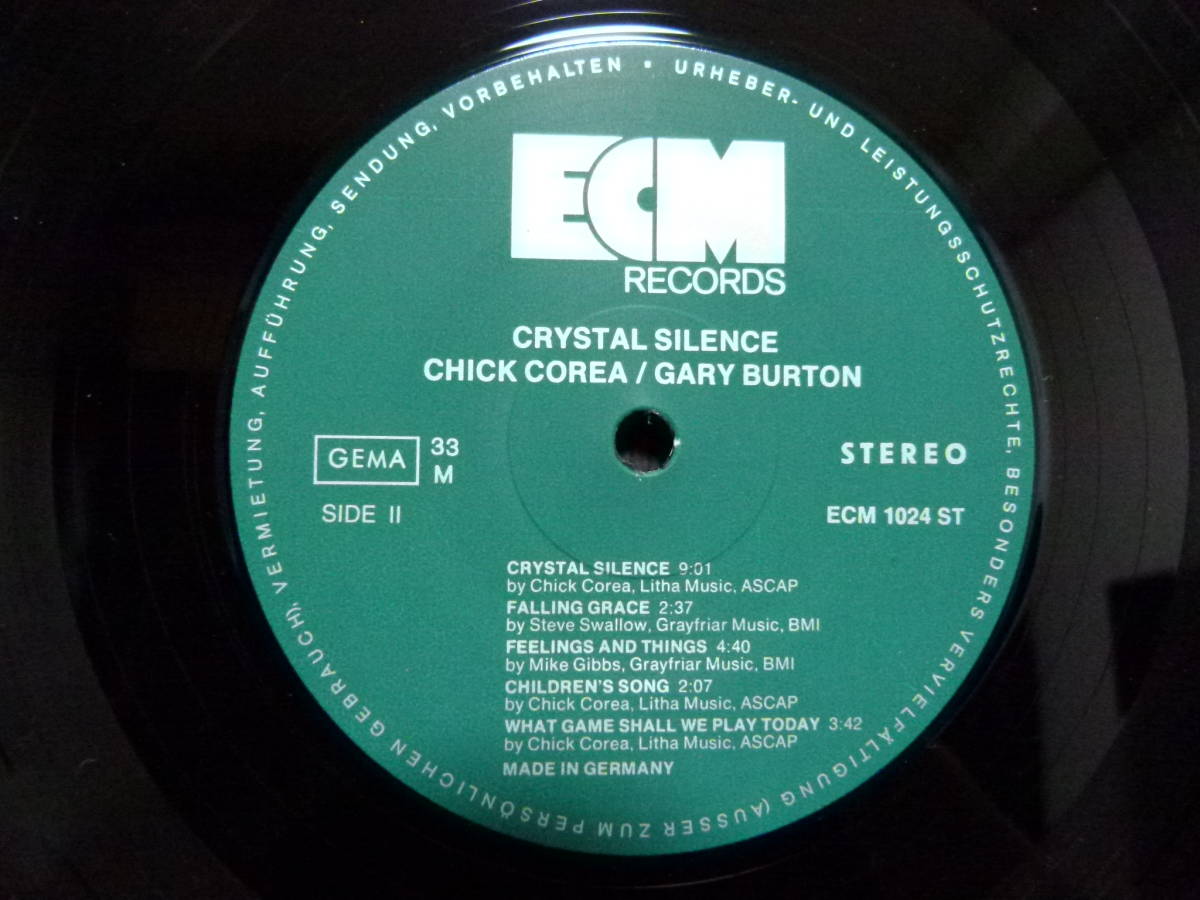 URHEBER- UND LEISTUNGSSCHUTZRECHTE, BESONDERS VERVIELFÄLTIGUNG (AUSSER ZUM PERSÖNLICHEN GEBRAUCH), VERMIETUNG, AUFFÜHRUNG, SENDUNG, VORBEHALTEN •
ECM
RECORDS
CRYSTAL SILENCE
CHICK COREA / GARY BURTON
GEMA 33 M
STEREO
SIDE II
ECM 1024 ST
CRYSTAL SILENCE 9:01
by Chick Corea, Litha Music, ASCAP
FALLING GRACE 2:37
by Steve Swallow, Grayfriar Music, BMI
FEELINGS AND THINGS 4:40
by Mike Gibbs, Grayfriar Music, BMI
CHILDREN'S SONG 2:07
by Chick Corea, Litha Music, ASCAP
WHAT GAME SHALL WE PLAY TODAY 3:42
by Chick Corea, Litha Music, ASCAP
MADE IN GERMANY